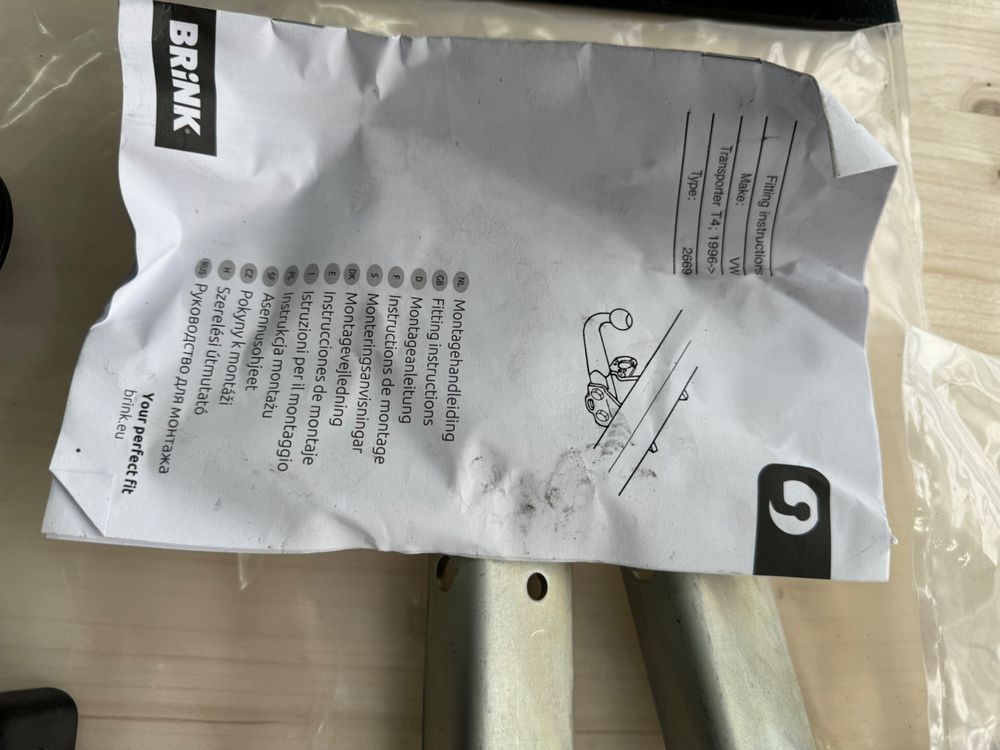 Fitting instructions
Make: VW
Transporter T4; 1996->
Type: 2669
NL Montagehandleiding
GB Fitting instructions
D Montageanleitung
F Instructions de montage
S Monteringsanvisningar
DK Montagevejledning
E Instrucciones de montaje
I Istruzioni per il montaggio
PL Instrukcja montażu
SF Asennusohjeet
CZ Pokyny k montáži
H Szerelési útmutató
RUS Руководство для монтажа
BRiNK
Your perfect fit
brink.eu